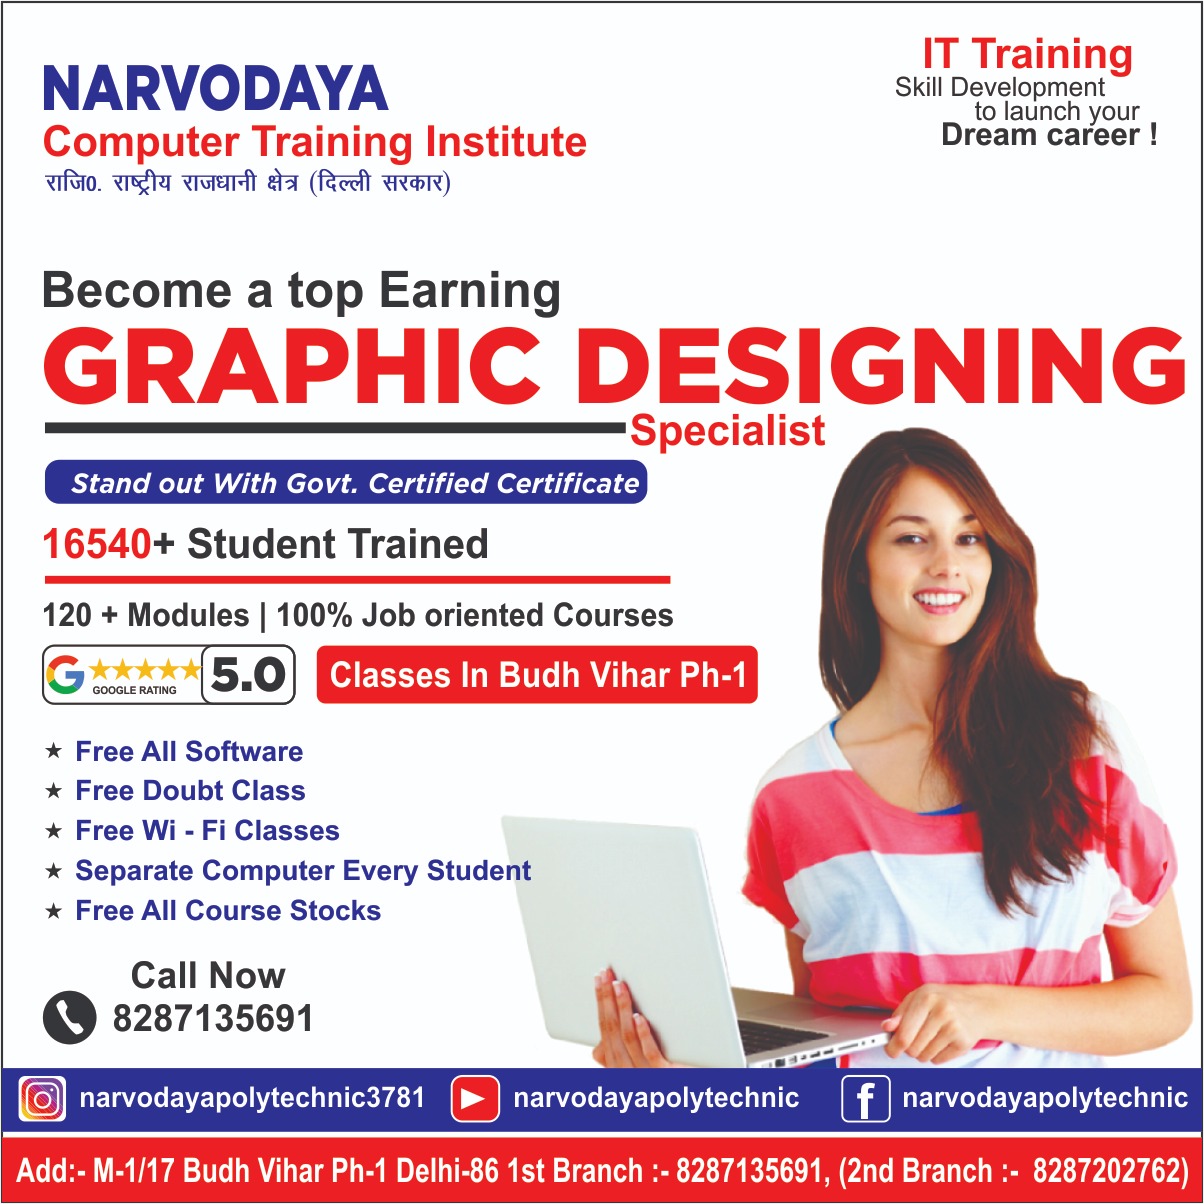 NARVODAYA
Computer Training Institute
राजि0. राष्ट्रीय राजधानी क्षेत्र (दिल्ली सरकार)
IT Training
Skill Development
to launch your
Dream career !
Become a top Earning
GRAPHIC DESIGNING
Specialist
Stand out With Govt. Certified Certificate
16540+ Student Trained
120 + Modules | 100% Job oriented Courses
GOOGLE RATING
5.0
Classes In Budh Vihar Ph-1
Free All Software
Free Doubt Class
Free Wi - Fi Classes
Separate Computer Every Student
Free All Course Stocks
Call Now
8287135691
narvodayapolytechnic3781
narvodayapolytechnic
narvodayapolytechnic
Add:- M-1/17 Budh Vihar Ph-1 Delhi-86 1st Branch :- 8287135691, (2nd Branch :- 8287202762)